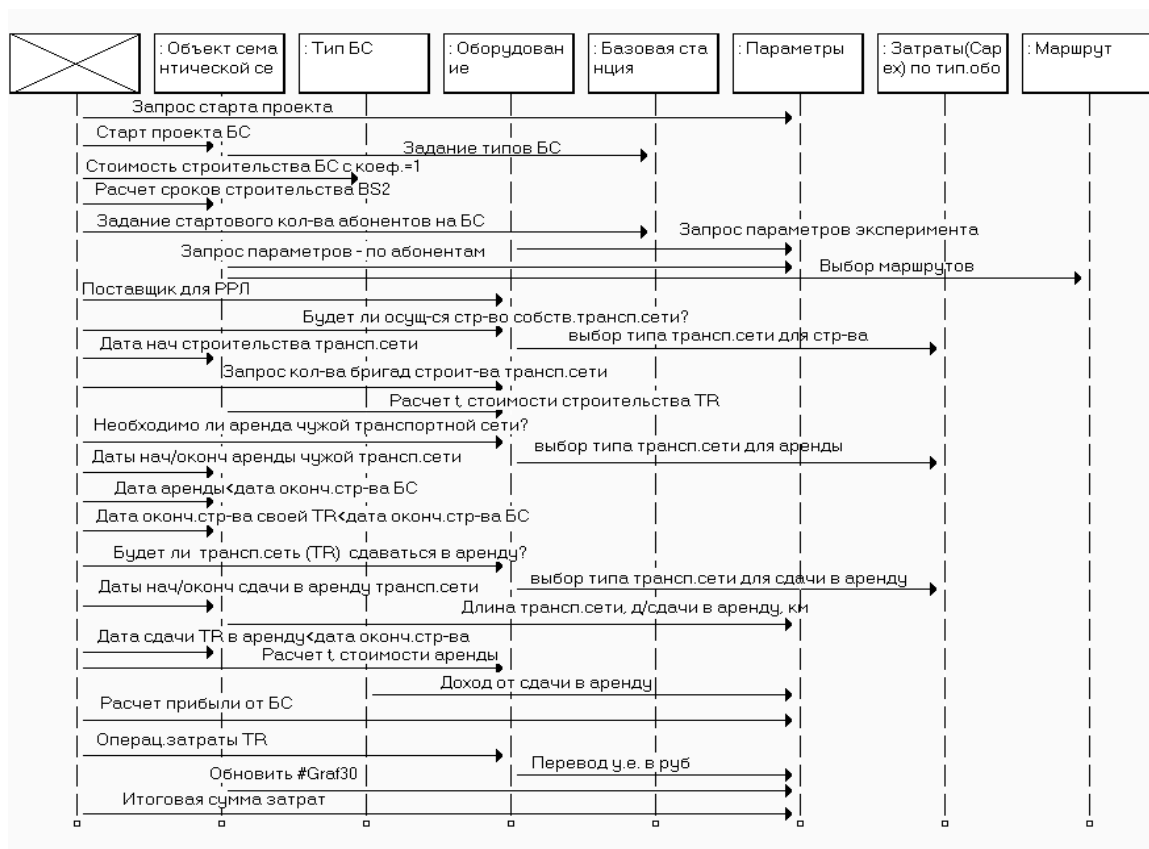 : Объект сема
нтической се
: Тип БС
: Оборудован
ие
: Базовая ста
нция
: Параметры
: Затраты(Cap
ex) по тип.обо
: Маршрут
Запрос старта проекта
Старт проекта БС
Задание типов БС
Стоимость строительства БС с коеф.=1
Расчет сроков строительства BS2
Задание стартового кол-ва абонентов на БС
Запрос параметров эксперимента
Запрос параметров - по абонентам
Выбор маршрутов
Поставщик для РРЛ
Будет ли осущ-ся стр-во собств.трансп.сети?
выбор типа трансп.сети для стр-ва
Дата нач строительства трансп.сети
Запрос кол-ва бригад строит-ва трансп.сети
Расчет t, стоимости строительства TR
Необходимо ли аренда чужой транспортной сети?
выбор типа трансп.сети для аренды
Даты нач/оконч аренды чужой трансп.сети
Дата аренды<дата оконч.стр-ва БС
Дата оконч.стр-ва своей TR<дата оконч.стр-ва БС
Будет ли трансп.сеть (TR) сдаваться в аренду?
выбор типа трансп.сети для сдачи в аренду
Даты нач/оконч сдачи в аренду трансп.сети
Длина трансп.сети, д/сдачи в аренду, км
Дата сдачи TR в аренду<дата оконч.стр-ва
Расчет t, стоимости аренды
Доход от сдачи в аренду
Расчет прибыли от БС
Операц.затраты TR
Перевод у.е. в руб
Обновить #Graf30
Итоговая сумма затрат